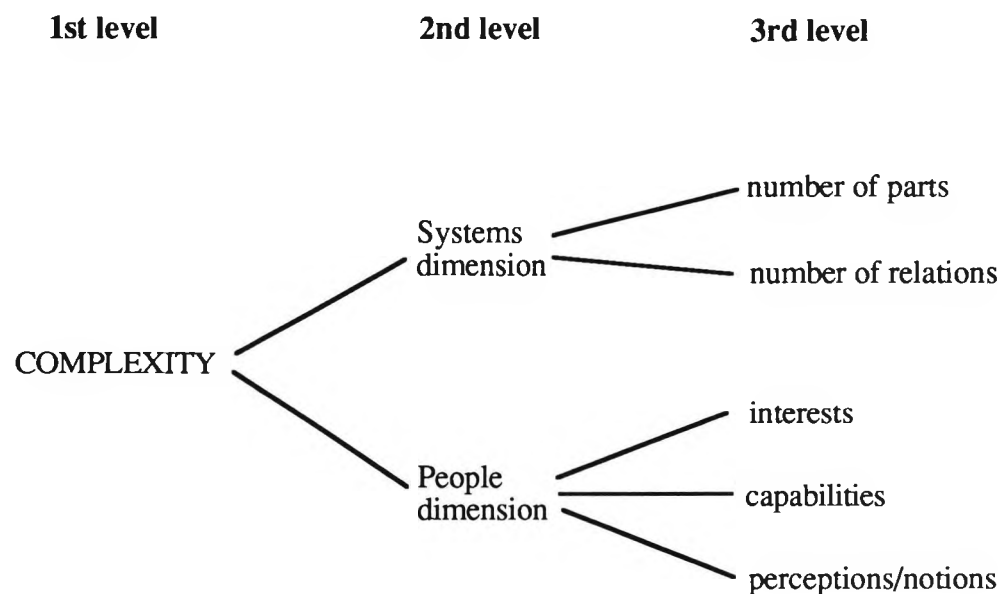 1st level 2nd level 3rd level
number of parts
Systems
dimension
number of relations
COMPLEXITY
interests
People
dimension
capabilities
perceptions/notions